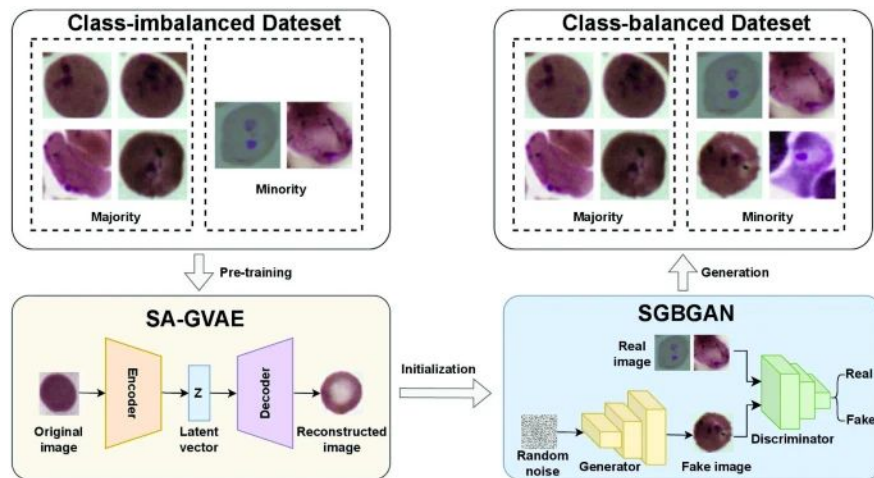 Class-imbalanced Dateset
Majority
Minority
Pre-training
SA-GVAE
Original
image
Encoder
Z
Latent
vector
Decoder
Reconstructed
image
Initialization
Class-balanced Dateset
Majority
Minority
Generation
SGBGAN
Real
image
Random
noise
Generator
Fake image
Discriminator
Real
Fake